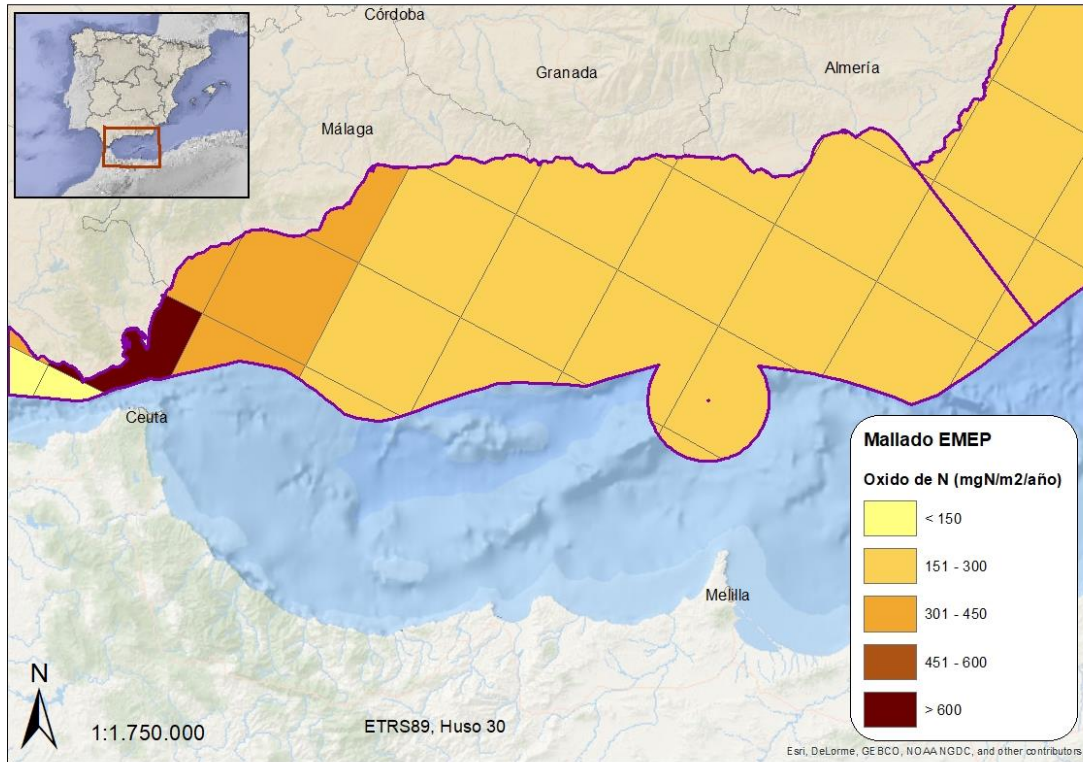 Córdoba
Granada
Almería
Málaga
Ceuta
Melilla
Mallado EMEP
Oxido de N (mgN/m2/año)
< 150
151 - 300
301 - 450
451 - 600
> 600
N
1:1.750.000
ETRS89, Huso 30
Esri, DeLorme, GEBCO, NOAA NGDC, and other contributors